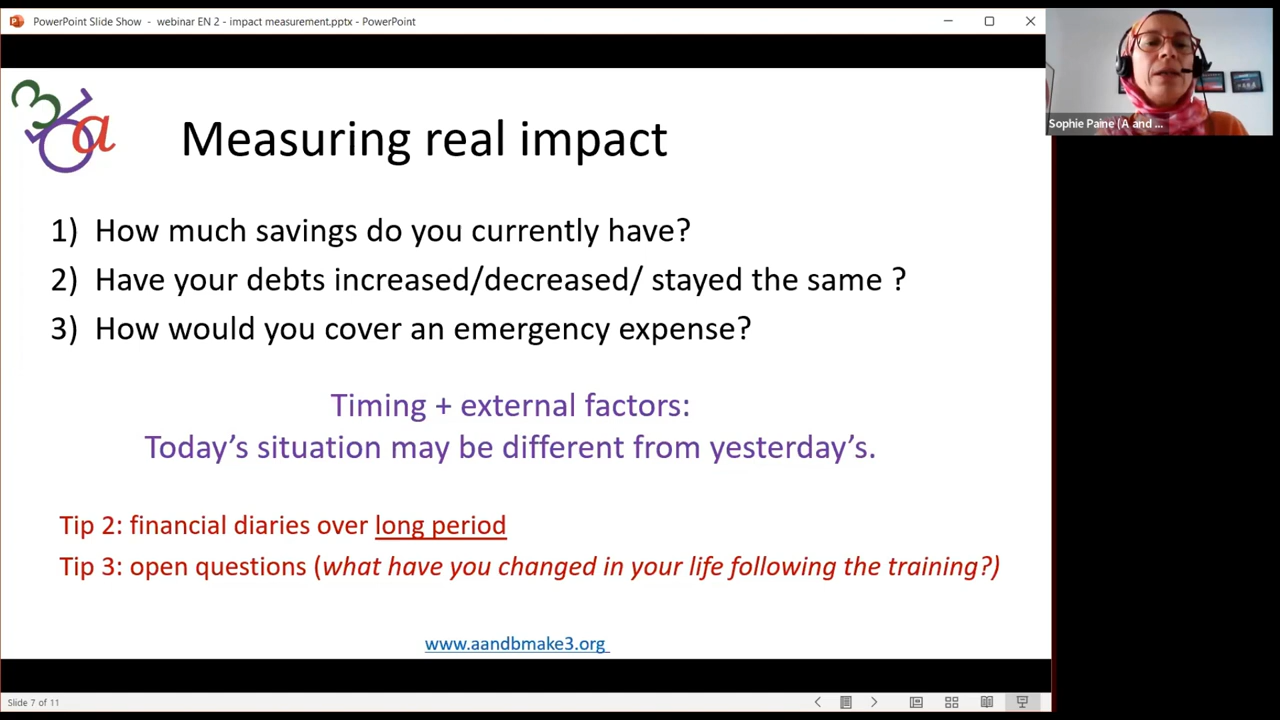 PowerPoint Slide Show - webinar EN 2 - impact measurement.pptx - PowerPoint
Sophie Paine (A and ...
36a
Measuring real impact
1) How much savings do you currently have?
2) Have your debts increased/decreased/ stayed the same ?
3) How would you cover an emergency expense?
Timing + external factors:
Today’s situation may be different from yesterday’s.
Tip 2: financial diaries over long period
Tip 3: open questions (what have you changed in your life following the training?)
www.aandbmake3.org
Slide 7 of 11